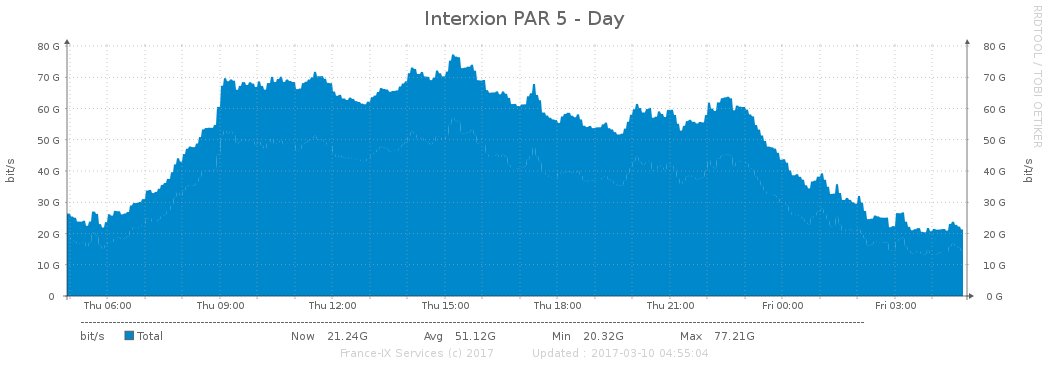 Interxion PAR 5 - Day
RRDTOOL / TOBI OETIKER
80 G 80 G
70 G 70 G
60 G 60 G
50 G 50 G
40 G 40 G
30 G 30 G
20 G 20 G
10 G 10 G
0 0 G
bit/s bit/s
Thu 06:00 Thu 09:00 Thu 12:00 Thu 15:00 Thu 18:00 Thu 21:00 Fri 00:00 Fri 03:00
bit/s Total Now 21.24G Avg 51.12G Min 20.32G Max 77.21G
France-IX Services (c) 2017 Updated : 2017-03-10 04:55:04